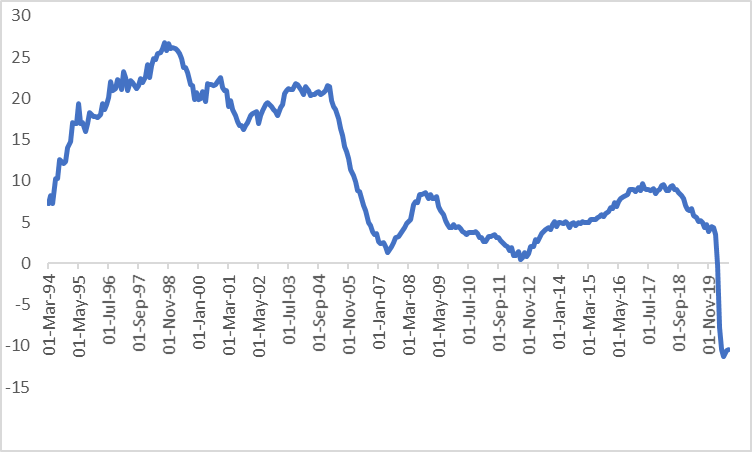 30
25
20
15
10
5
0
-5
-10
-15
01-Mar-94
01-May-95
01-Jul-96
01-Sep-97
01-Nov-98
01-Jan-00
01-Mar-01
01-May-02
01-Jul-03
01-Sep-04
01-Nov-05
01-Jan-07
01-Mar-08
01-May-09
01-Jul-10
01-Sep-11
01-Nov-12
01-Jan-14
01-Mar-15
01-May-16
01-Jul-17
01-Sep-18
01-Nov-19